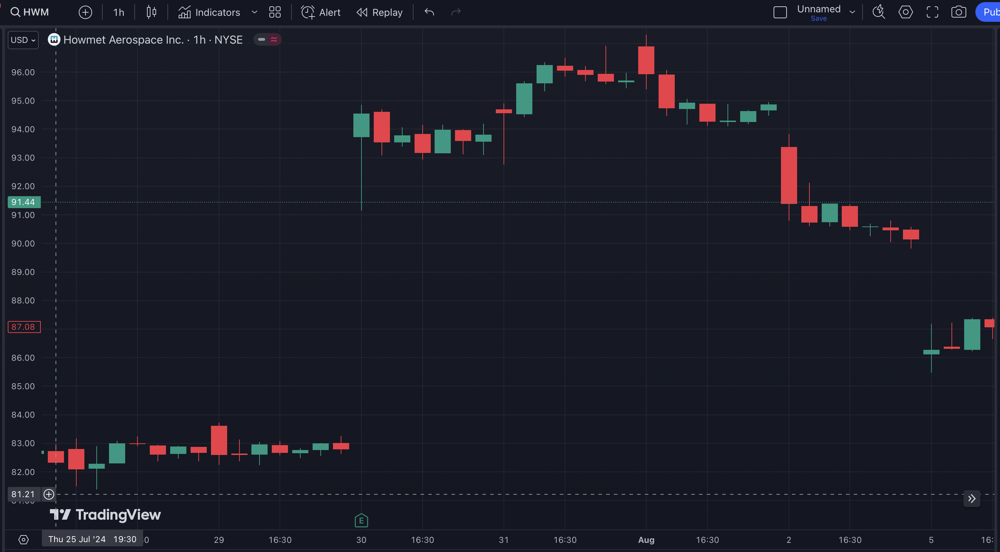 HWM 1h Indicators Alert Replay Unnamed
Save
USD Howmet Aerospace Inc. · 1h · NYSE
96.00
95.00
94.00
93.00
92.00
91.44
91.00
90.00
89.00
88.00
87.08
86.00
85.00
84.00
83.00
82.00
81.21
TradingView
E
Thu 25 Jul '24 19:30 29 16:30 30 16:30 31 16:30 Aug 16:30 2 16:30 5